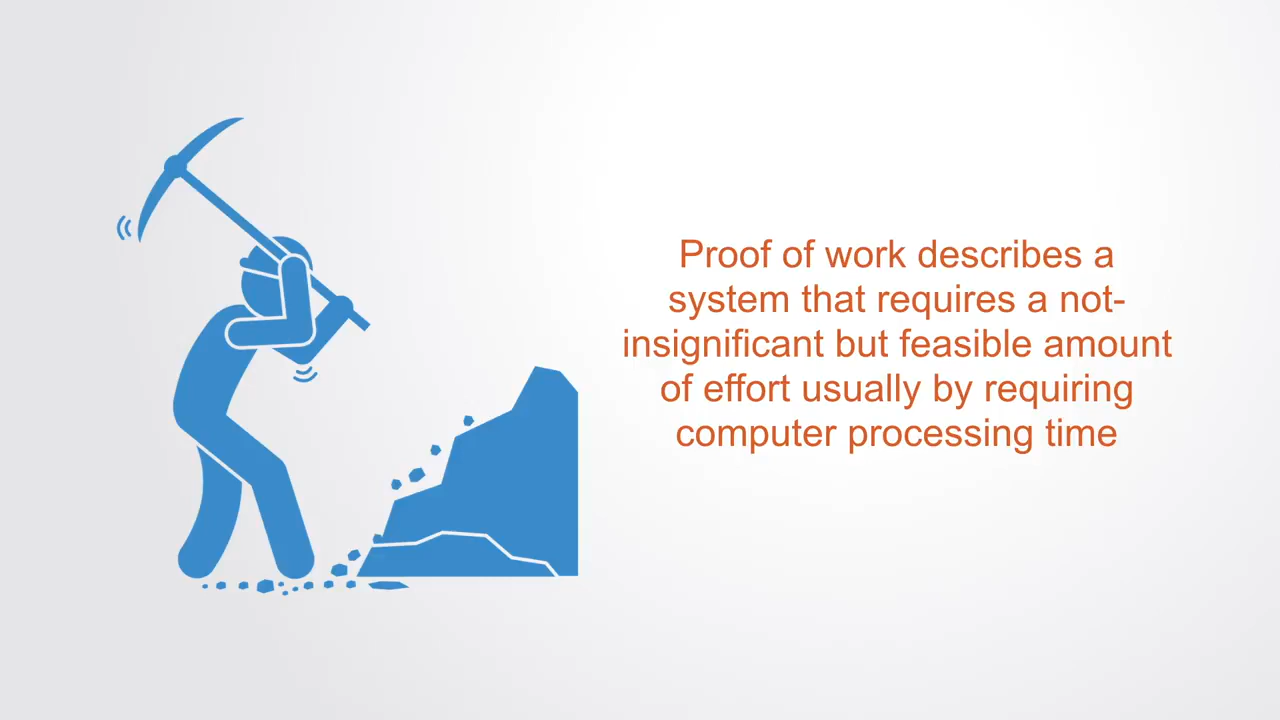 Proof of work describes a
system that requires a not-
insignificant but feasible amount
of effort usually by requiring
computer processing time